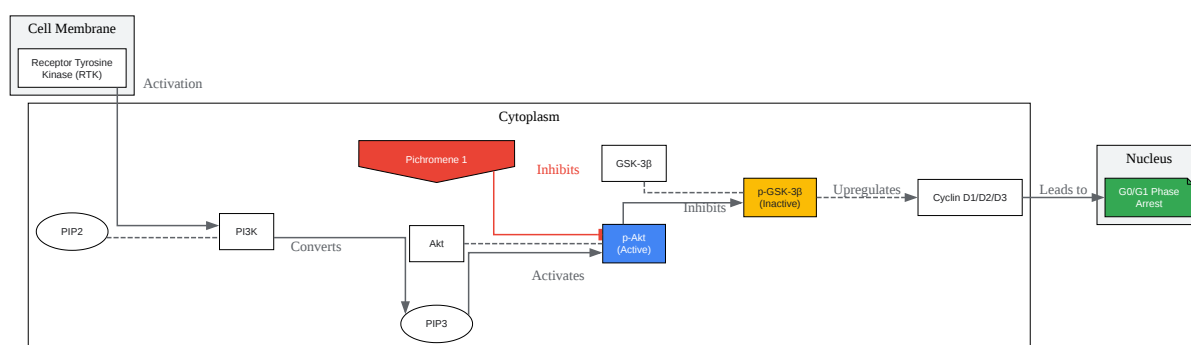 Cell Membrane
Receptor Tyrosine
Kinase (RTK)
Activation
Cytoplasm
Pichromene 1
Inhibits
GSK-3β
Nucleus
p-GSK-3β
(Inactive)
Upregulates
Cyclin D1/D2/D3
Leads to
G0/G1 Phase
Arrest
Inhibits
PIP2
PI3K
Converts
Akt
p-Akt
(Active)
Activates
PIP3